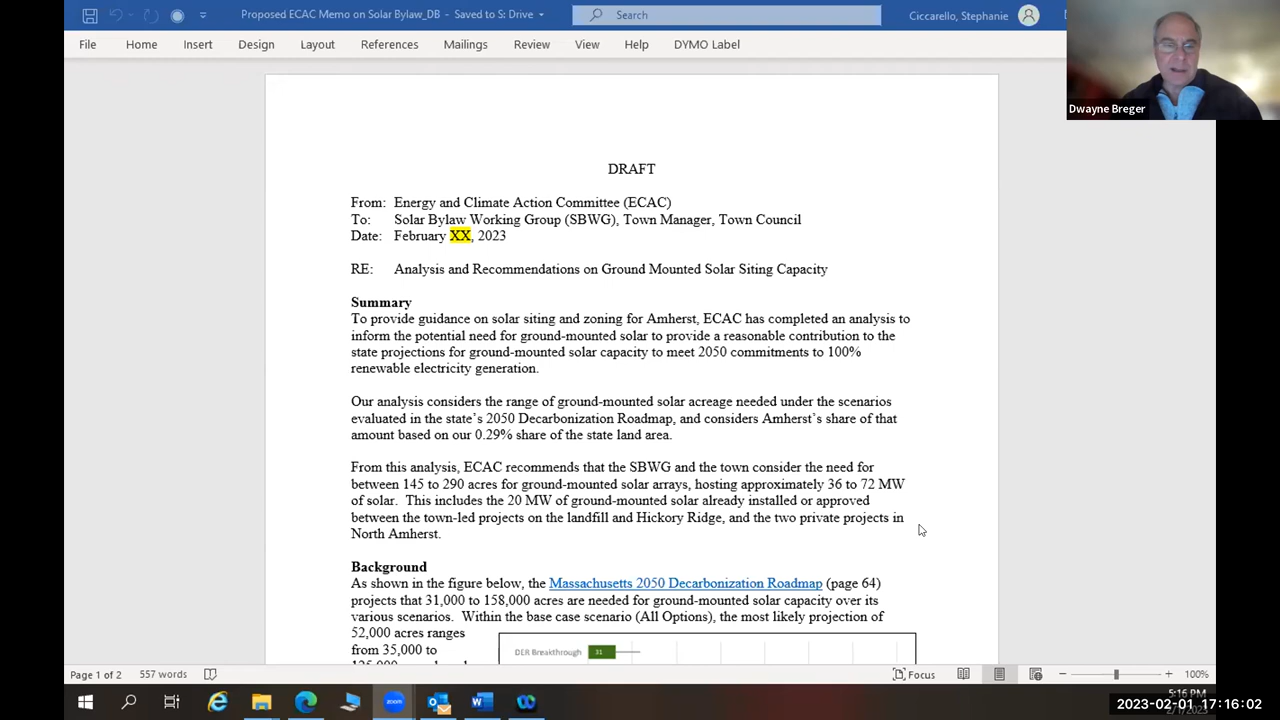 Proposed ECAC Memo on Solar Bylaw_DB - Saved to S: Drive
Search
Ciccarello, Stephanie
File Home Insert Design Layout References Mailings Review View Help DYMO Label
Dwayne Breger
DRAFT
From: Energy and Climate Action Committee (ECAC)
To: Solar Bylaw Working Group (SBWG), Town Manager, Town Council
Date: February XX, 2023
RE: Analysis and Recommendations on Ground Mounted Solar Siting Capacity
Summary
To provide guidance on solar siting and zoning for Amherst, ECAC has completed an analysis to
inform the potential need for ground-mounted solar to provide a reasonable contribution to the
state projections for ground-mounted solar capacity to meet 2050 commitments to 100%
renewable electricity generation.
Our analysis considers the range of ground-mounted solar acreage needed under the scenarios
evaluated in the state's 2050 Decarbonization Roadmap, and considers Amherst's share of that
amount based on our 0.29% share of the state land area.
From this analysis, ECAC recommends that the SBWG and the town consider the need for
between 145 to 290 acres for ground-mounted solar arrays, hosting approximately 36 to 72 MW
of solar. This includes the 20 MW of ground-mounted solar already installed or approved
between the town-led projects on the landfill and Hickory Ridge, and the two private projects in
North Amherst.
Background
As shown in the figure below, the Massachusetts 2050 Decarbonization Roadmap (page 64)
projects that 31,000 to 158,000 acres are needed for ground-mounted solar capacity over its
various scenarios. Within the base case scenario (All Options), the most likely projection of
52,000 acres ranges
from 35,000 to
DER Breakthrough 31
Page 1 of 2 557 words
Focus
100%
5:16 PM
2023-02-01 17:16:02